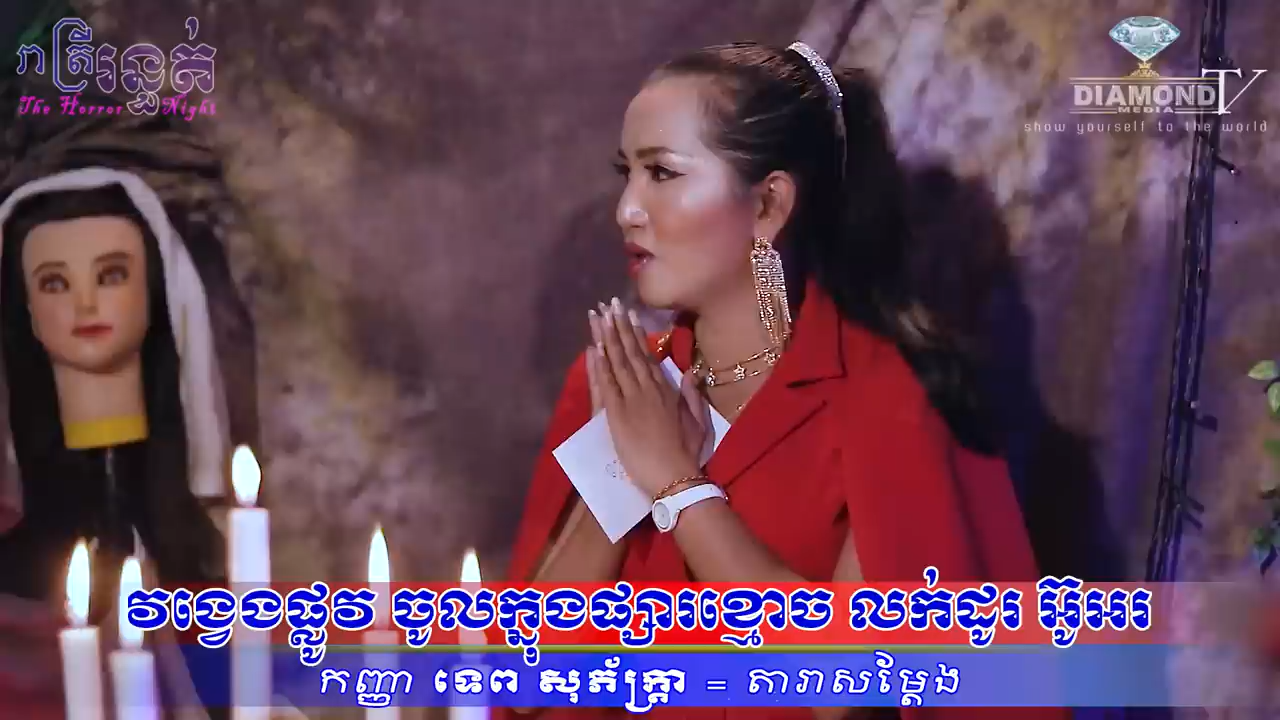 រាត្រីរន្ធត់
The Horror Night
DIAMOND TV
MEDIA
show yourself to the world
វង្វេងផ្លូវ ចូលក្នុងផ្សារខ្មោច លក់ដូរ អ៊ូអរ
កញ្ញា ទេព សុភ័ក្ត្រា = តារាសម្ដែង